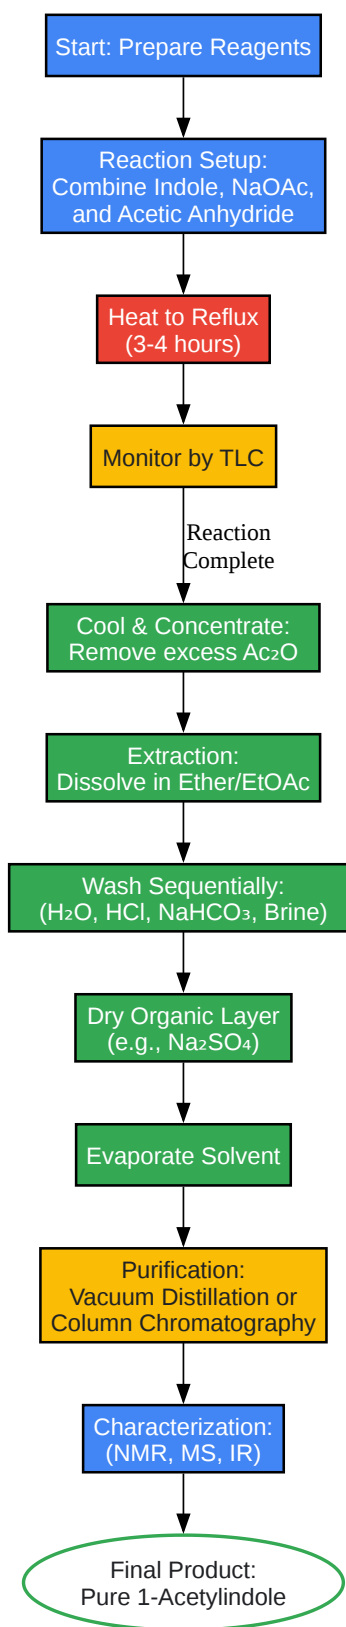 Start: Prepare Reagents
Reaction Setup:
Combine Indole, NaOAc,
and Acetic Anhydride
Heat to Reflux
(3-4 hours)
Monitor by TLC
Reaction
Complete
Cool & Concentrate:
Remove excess Ac₂O
Extraction:
Dissolve in Ether/EtOAc
Wash Sequentially:
(H₂O, HCl, NaHCO₃, Brine)
Dry Organic Layer
(e.g., Na₂SO₄)
Evaporate Solvent
Purification:
Vacuum Distillation or
Column Chromatography
Characterization:
(NMR, MS, IR)
Final Product:
Pure 1-Acetylindole